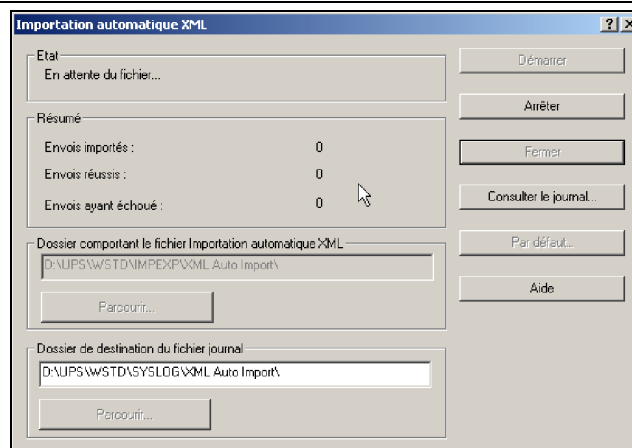 Importation automatique XML
Etat
En attente du fichier...
Résumé
Envois importés : 0
Envois réussis : 0
Envois ayant échoué : 0
Dossier comportant le fichier Importation automatique XML
D:\UPS\WSTD\IMPEXP\XML Auto Import\
Parcourir...
Dossier de destination du fichier journal
D:\UPS\WSTD\SYSLOG\XML Auto Import\
Parcourir...
Démarrer
Arrêter
Fermer
Consulter le journal...
Par défaut...
Aide